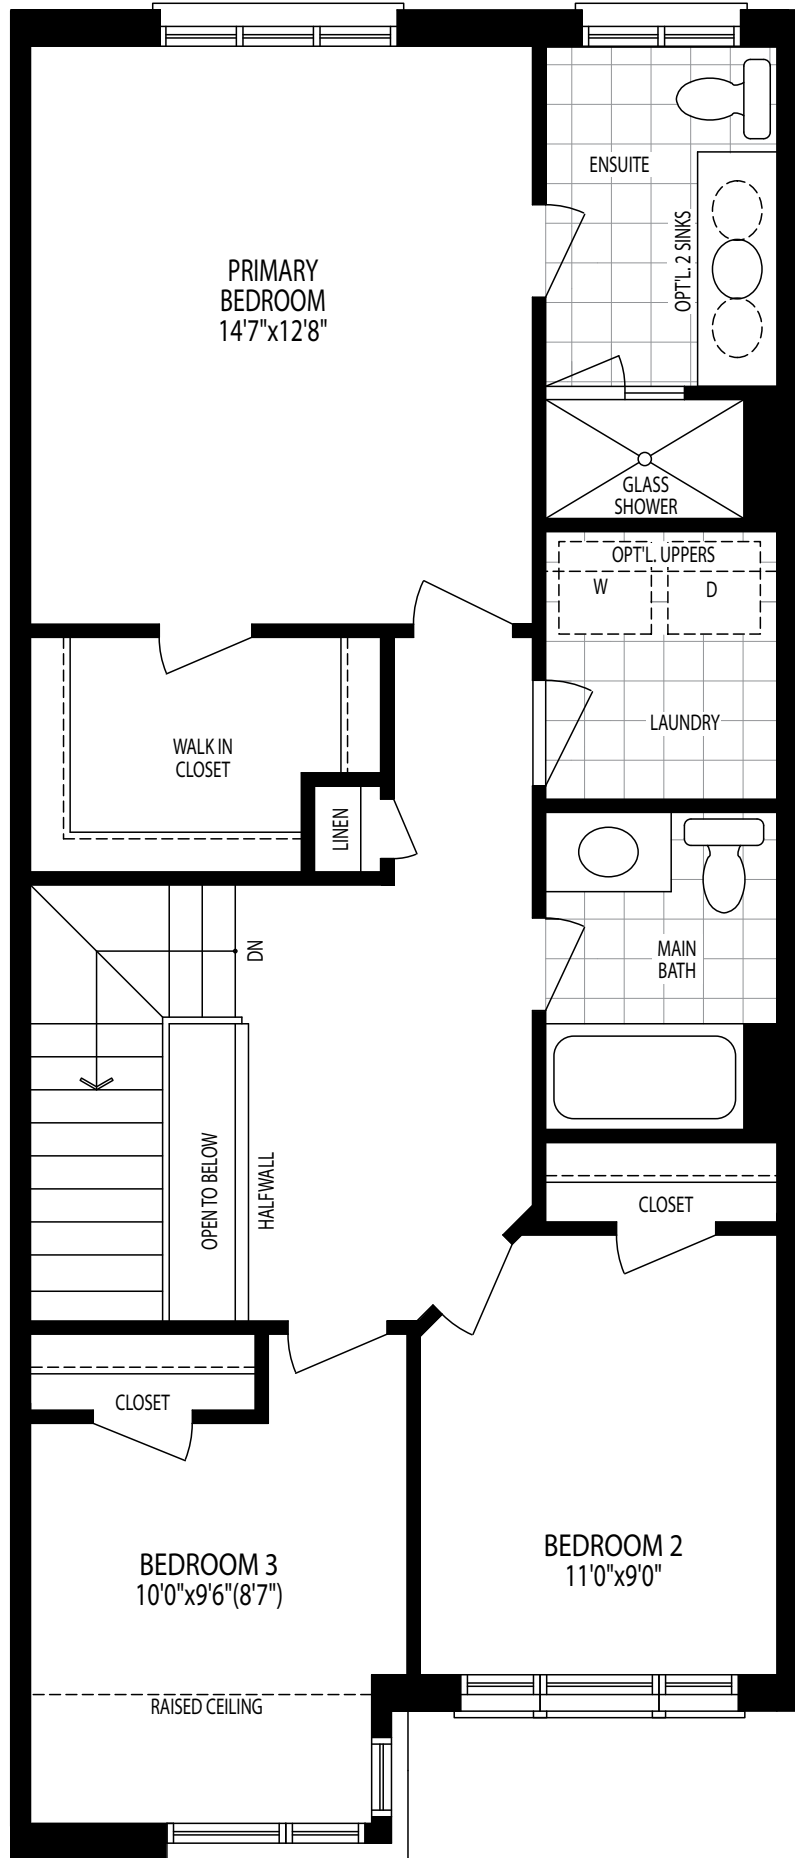 ENSUITE
OPT'L. 2 SINKS
PRIMARY
BEDROOM
14'7"x12'8"
GLASS
SHOWER
OPT'L. UPPERS
W
D
LAUNDRY
WALK IN
CLOSET
LINEN
DN
MAIN
BATH
OPEN TO BELOW
HALFWALL
CLOSET
CLOSET
BEDROOM 2
11'0"x9'0"
BEDROOM 3
10'0"x9'6"(8'7")
RAISED CEILING